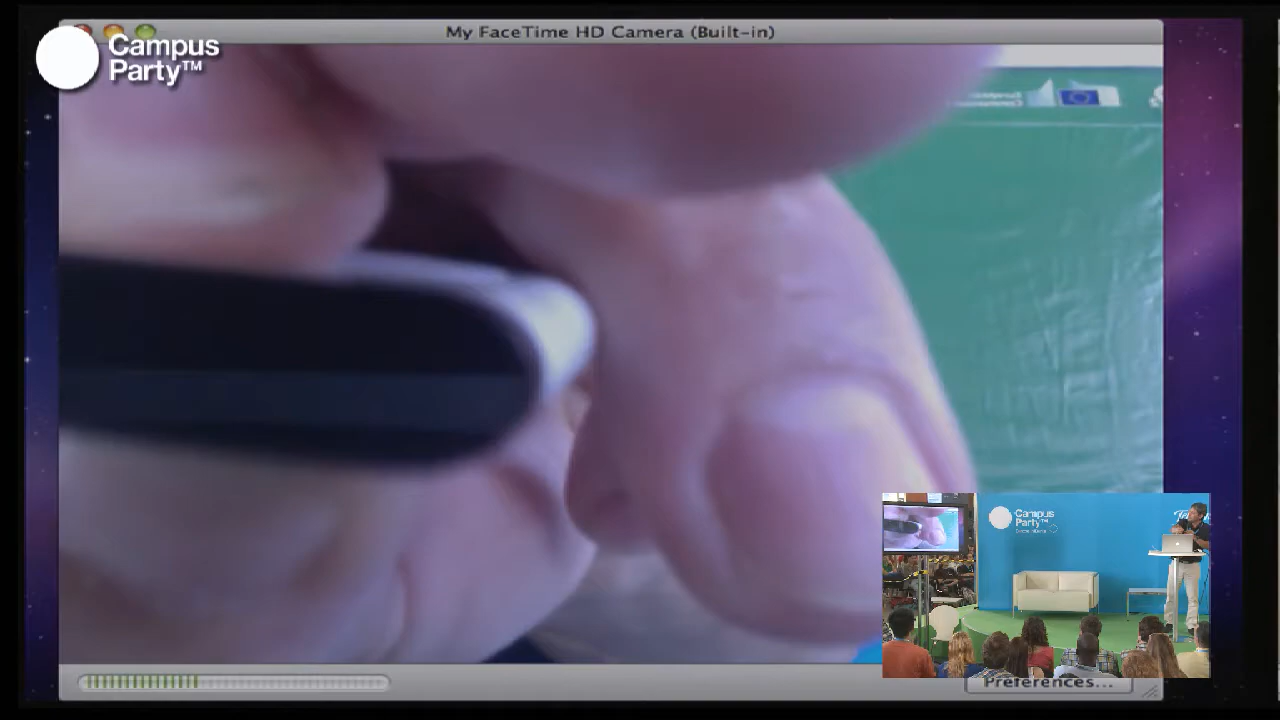 My FaceTime HD Camera (Built-in)
Campus
Party™
Campus
Party™
Preferences...